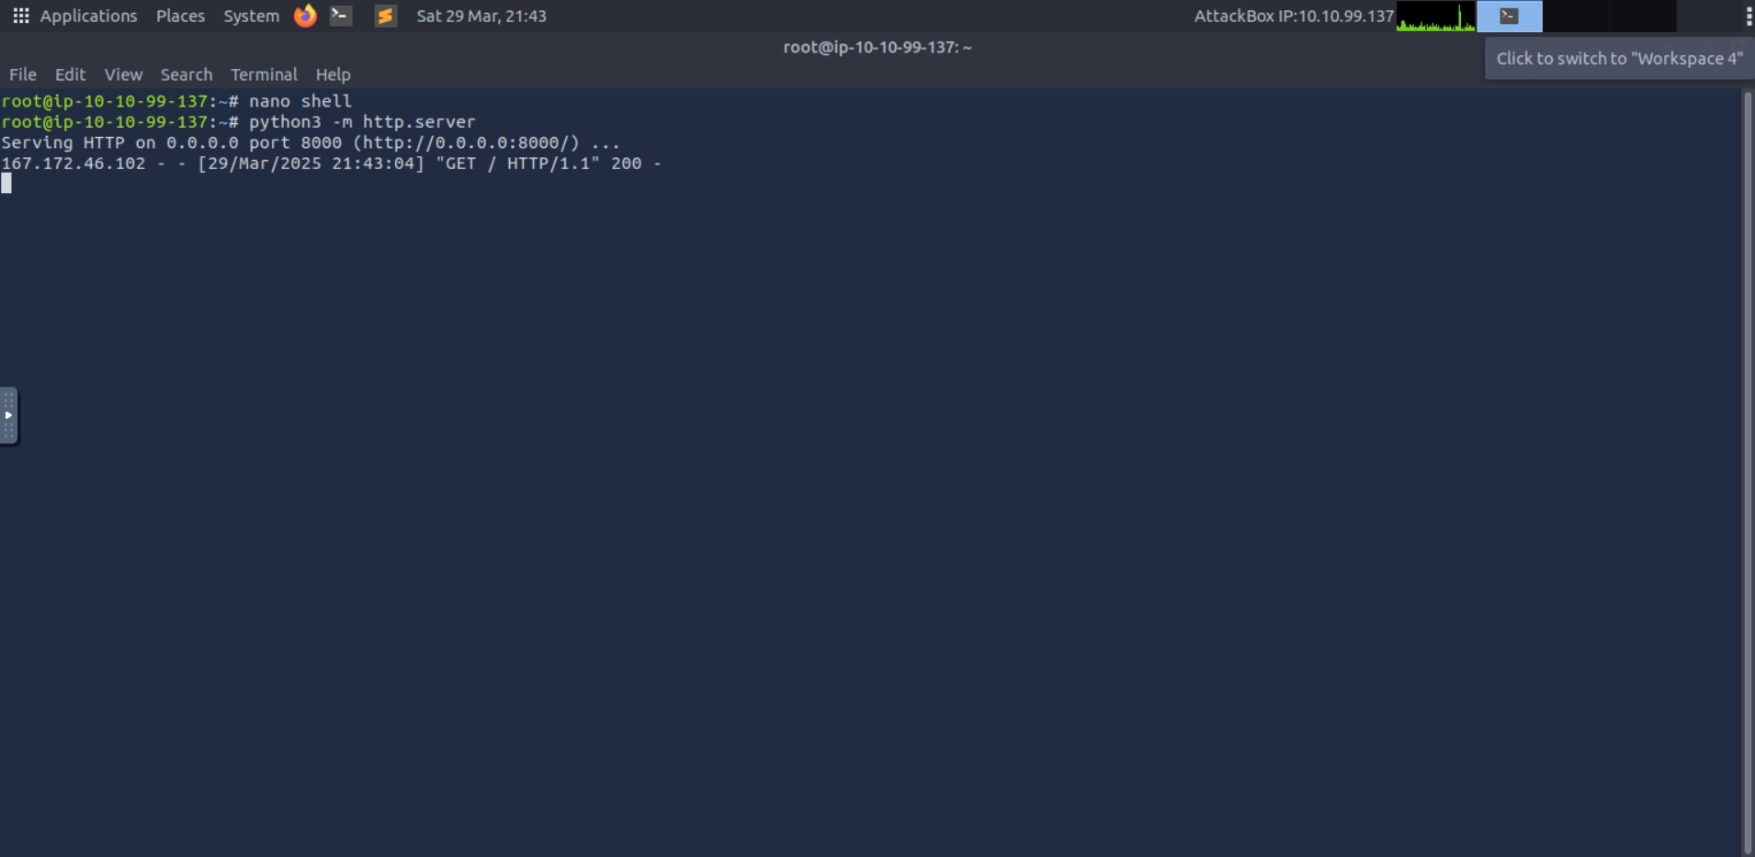 Applications Places System Sat 29 Mar, 21:43 AttackBox IP:10.10.99.137
root@ip-10-10-99-137: ~
Click to switch to "Workspace 4"
File Edit View Search Terminal Help
root@ip-10-10-99-137:~# nano shell
root@ip-10-10-99-137:~# python3 -m http.server
Serving HTTP on 0.0.0.0 port 8000 (http://0.0.0.0:8000/) ...
167.172.46.102 - - [29/Mar/2025 21:43:04] "GET / HTTP/1.1" 200 -